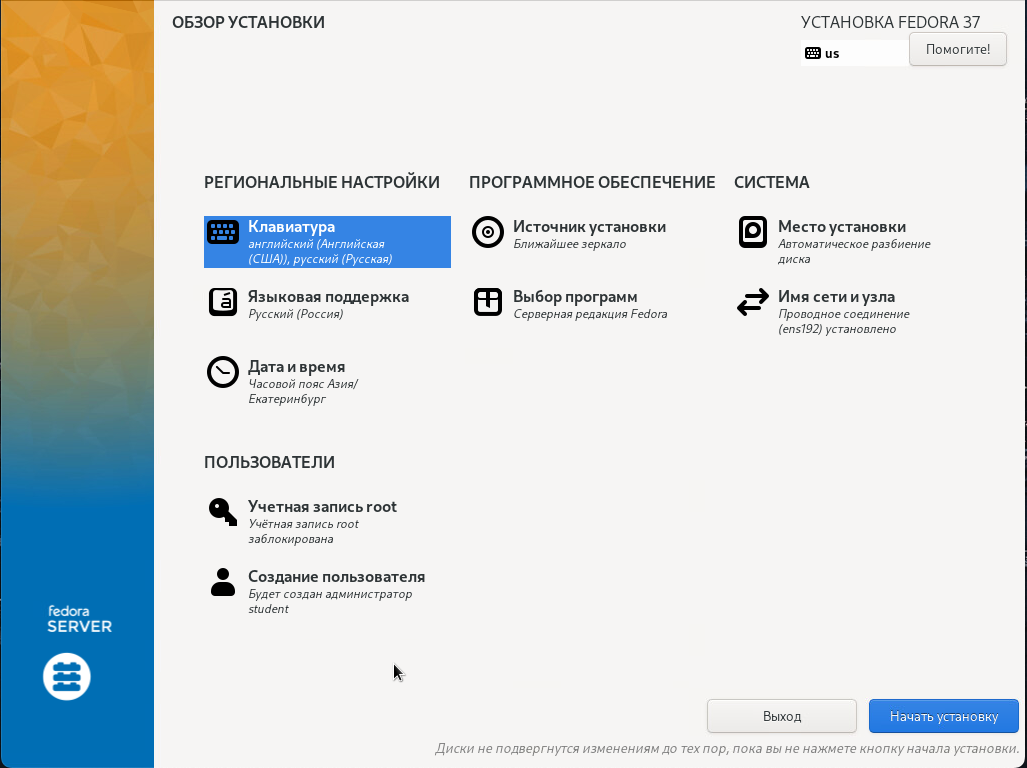 ОБЗОР УСТАНОВКИ
УСТАНОВКА FEDORA 37
us
Помогите!
РЕГИОНАЛЬНЫЕ НАСТРОЙКИ
Клавиатура
английский (Английская
(США)), русский (Русская)
Языковая поддержка
Русский (Россия)
Дата и время
Часовой пояс Азия/
Екатеринбург
ПРОГРАММНОЕ ОБЕСПЕЧЕНИЕ
Источник установки
Ближайшее зеркало
Выбор программ
Серверная редакция Fedora
СИСТЕМА
Место установки
Автоматическое разбиение
диска
Имя сети и узла
Проводное соединение
(ens192) установлено
ПОЛЬЗОВАТЕЛИ
Учетная запись root
Учётная запись root
заблокирована
Создание пользователя
Будет создан администратор
student
fedora
SERVER
Выход
Начать установку
Диски не подвергнутся изменениям до тех пор, пока вы не нажмете кнопку начала установки.